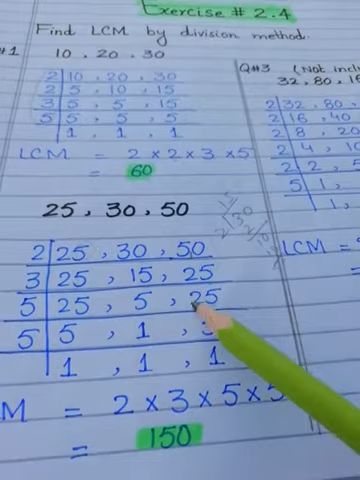 Exercise # 2.4
Find LCM by division method.
#1
10 , 20 , 30
2 | 10 , 20 , 30
2 | 5 , 10 , 15
3 | 5 , 5 , 15
5 | 5 , 5 , 5
1 , 1 , 1
LCM = 2 × 2 × 3 × 5
= 60
25 , 30 , 50
2 | 25 , 30 , 50
3 | 25 , 15 , 25
5 | 25 , 5 , 25
5 | 5 , 1 ,
1 , 1 , 1
M = 2 × 3 × 5 × 5
= 150
Q#3 (Not inclu
32, 80, 16
2 | 32, 80
2 | 16, 40
2 | 8, 20
2 | 4, 10
2 | 2, 5
5 | 1,
1,
LCM =
=